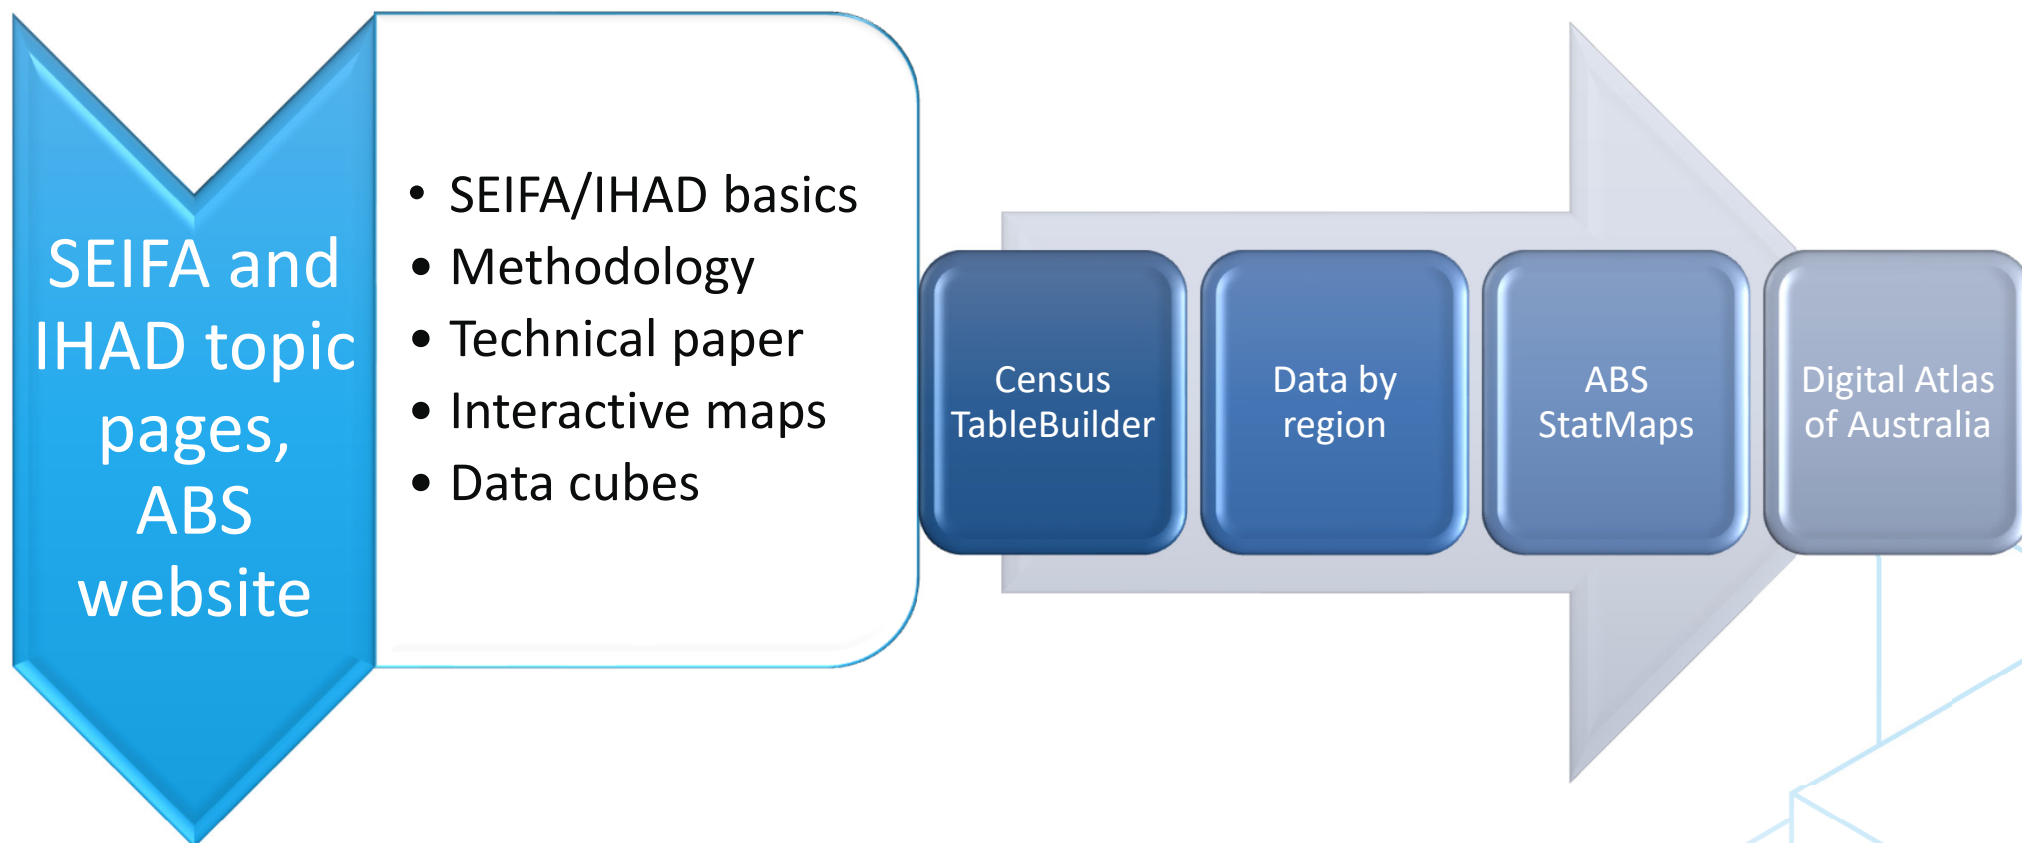 SEIFA and
IHAD topic
pages,
ABS
website
• SEIFA/IHAD basics
• Methodology
• Technical paper
• Interactive maps
• Data cubes
Census
TableBuilder
Data by
region
ABS
StatMaps
Digital Atlas
of Australia